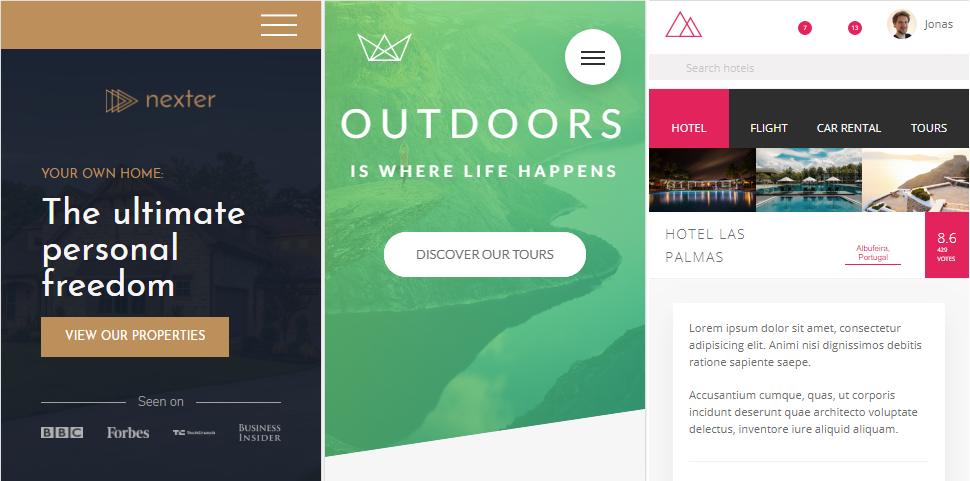 nexter
YOUR OWN HOME:
The ultimate
personal
freedom
VIEW OUR PROPERTIES
Seen on
BBC
Forbes
TechCrunch
BUSINESS
INSIDER
OUTDOORS
IS WHERE LIFE HAPPENS
DISCOVER OUR TOURS
7
13
Jonas
Search hotels
HOTEL FLIGHT CAR RENTAL TOURS
HOTEL LAS
PALMAS
Albufeira,
Portugal
8.6
429
VOTES
Lorem ipsum dolor sit amet, consectetur
adipisicing elit. Animi nisi dignissimos debitis
ratione sapiente saepe.
Accusantium cumque, quas, ut corporis
incidunt deserunt quae architecto voluptate
delectus, inventore iure aliquid aliquam.